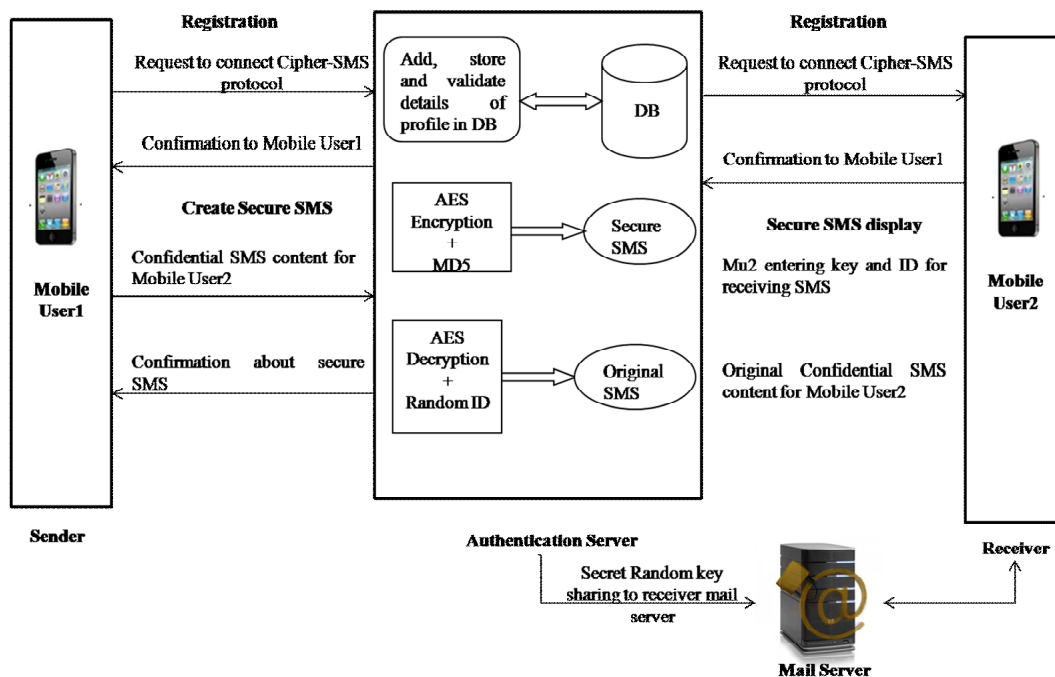 Registration
Request to connect Cipher-SMS
protocol
Confirmation to Mobile User1
Create Secure SMS
Confidential SMS content for
Mobile User2
Confirmation about secure
SMS
Mobile
User1
Sender
Add, store
and validate
details of
profile in DB
DB
AES
Encryption
+
MD5
Secure
SMS
AES
Decryption
+
Random ID
Original
SMS
Authentication Server
Registration
Request to connect Cipher-SMS
protocol
Confirmation to Mobile User1
Secure SMS display
Mu2 entering key and ID for
receiving SMS
Original Confidential SMS
content for Mobile User2
Mobile
User2
Receiver
Secret Random key
sharing to receiver mail
server
@
Mail Server